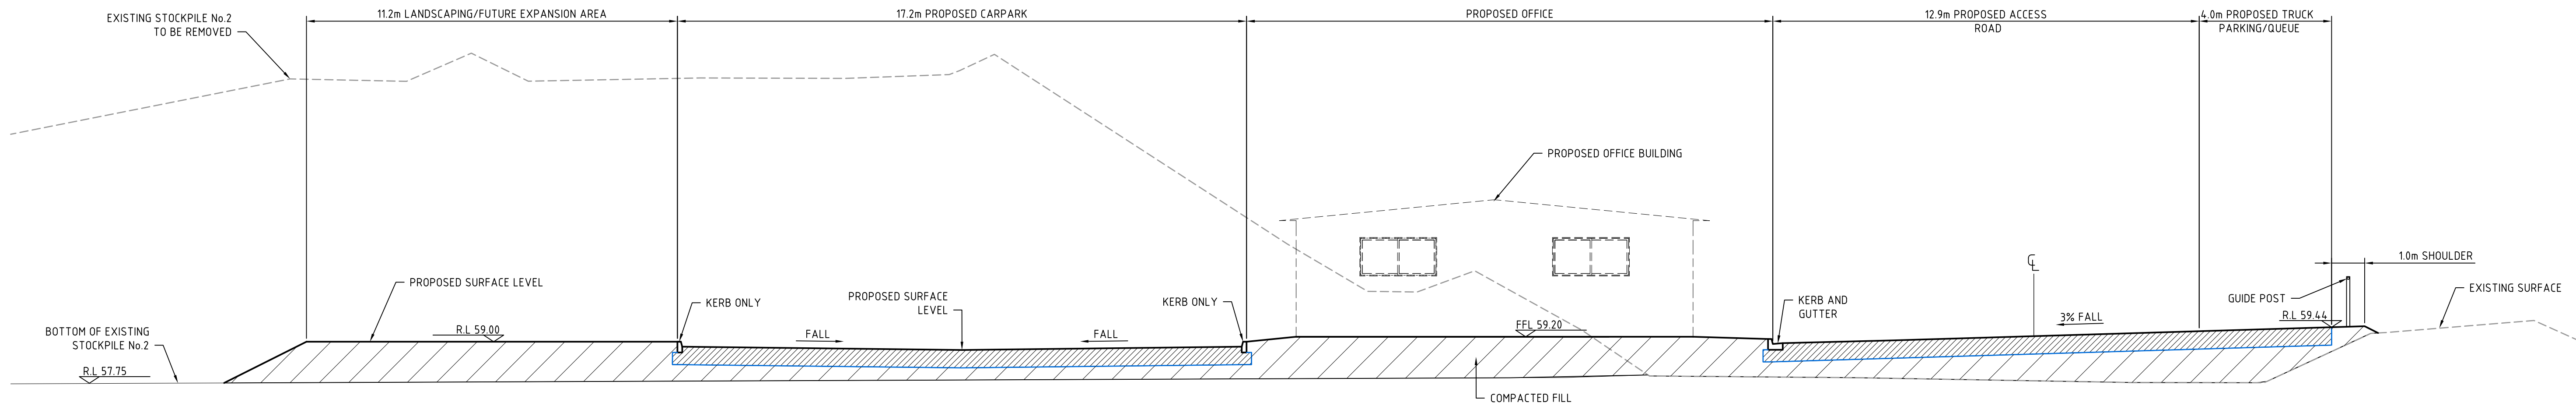 EXISTING STOCKPILE No.2
TO BE REMOVED
11.2m LANDSCAPING/FUTURE EXPANSION AREA
17.2m PROPOSED CARPARK
PROPOSED OFFICE
12.9m PROPOSED ACCESS
ROAD
4.0m PROPOSED TRUCK
PARKING/QUEUE
PROPOSED OFFICE BUILDING
1.0m SHOULDER
PROPOSED SURFACE LEVEL
KERB ONLY
PROPOSED SURFACE
LEVEL
KERB ONLY
KERB AND
GUTTER
CL
GUIDE POST
EXISTING SURFACE
BOTTOM OF EXISTING
STOCKPILE No.2
R.L 59.00
FALL
FALL
FFL 59.20
3% FALL
R.L 59.44
R.L 57.75
COMPACTED FILL